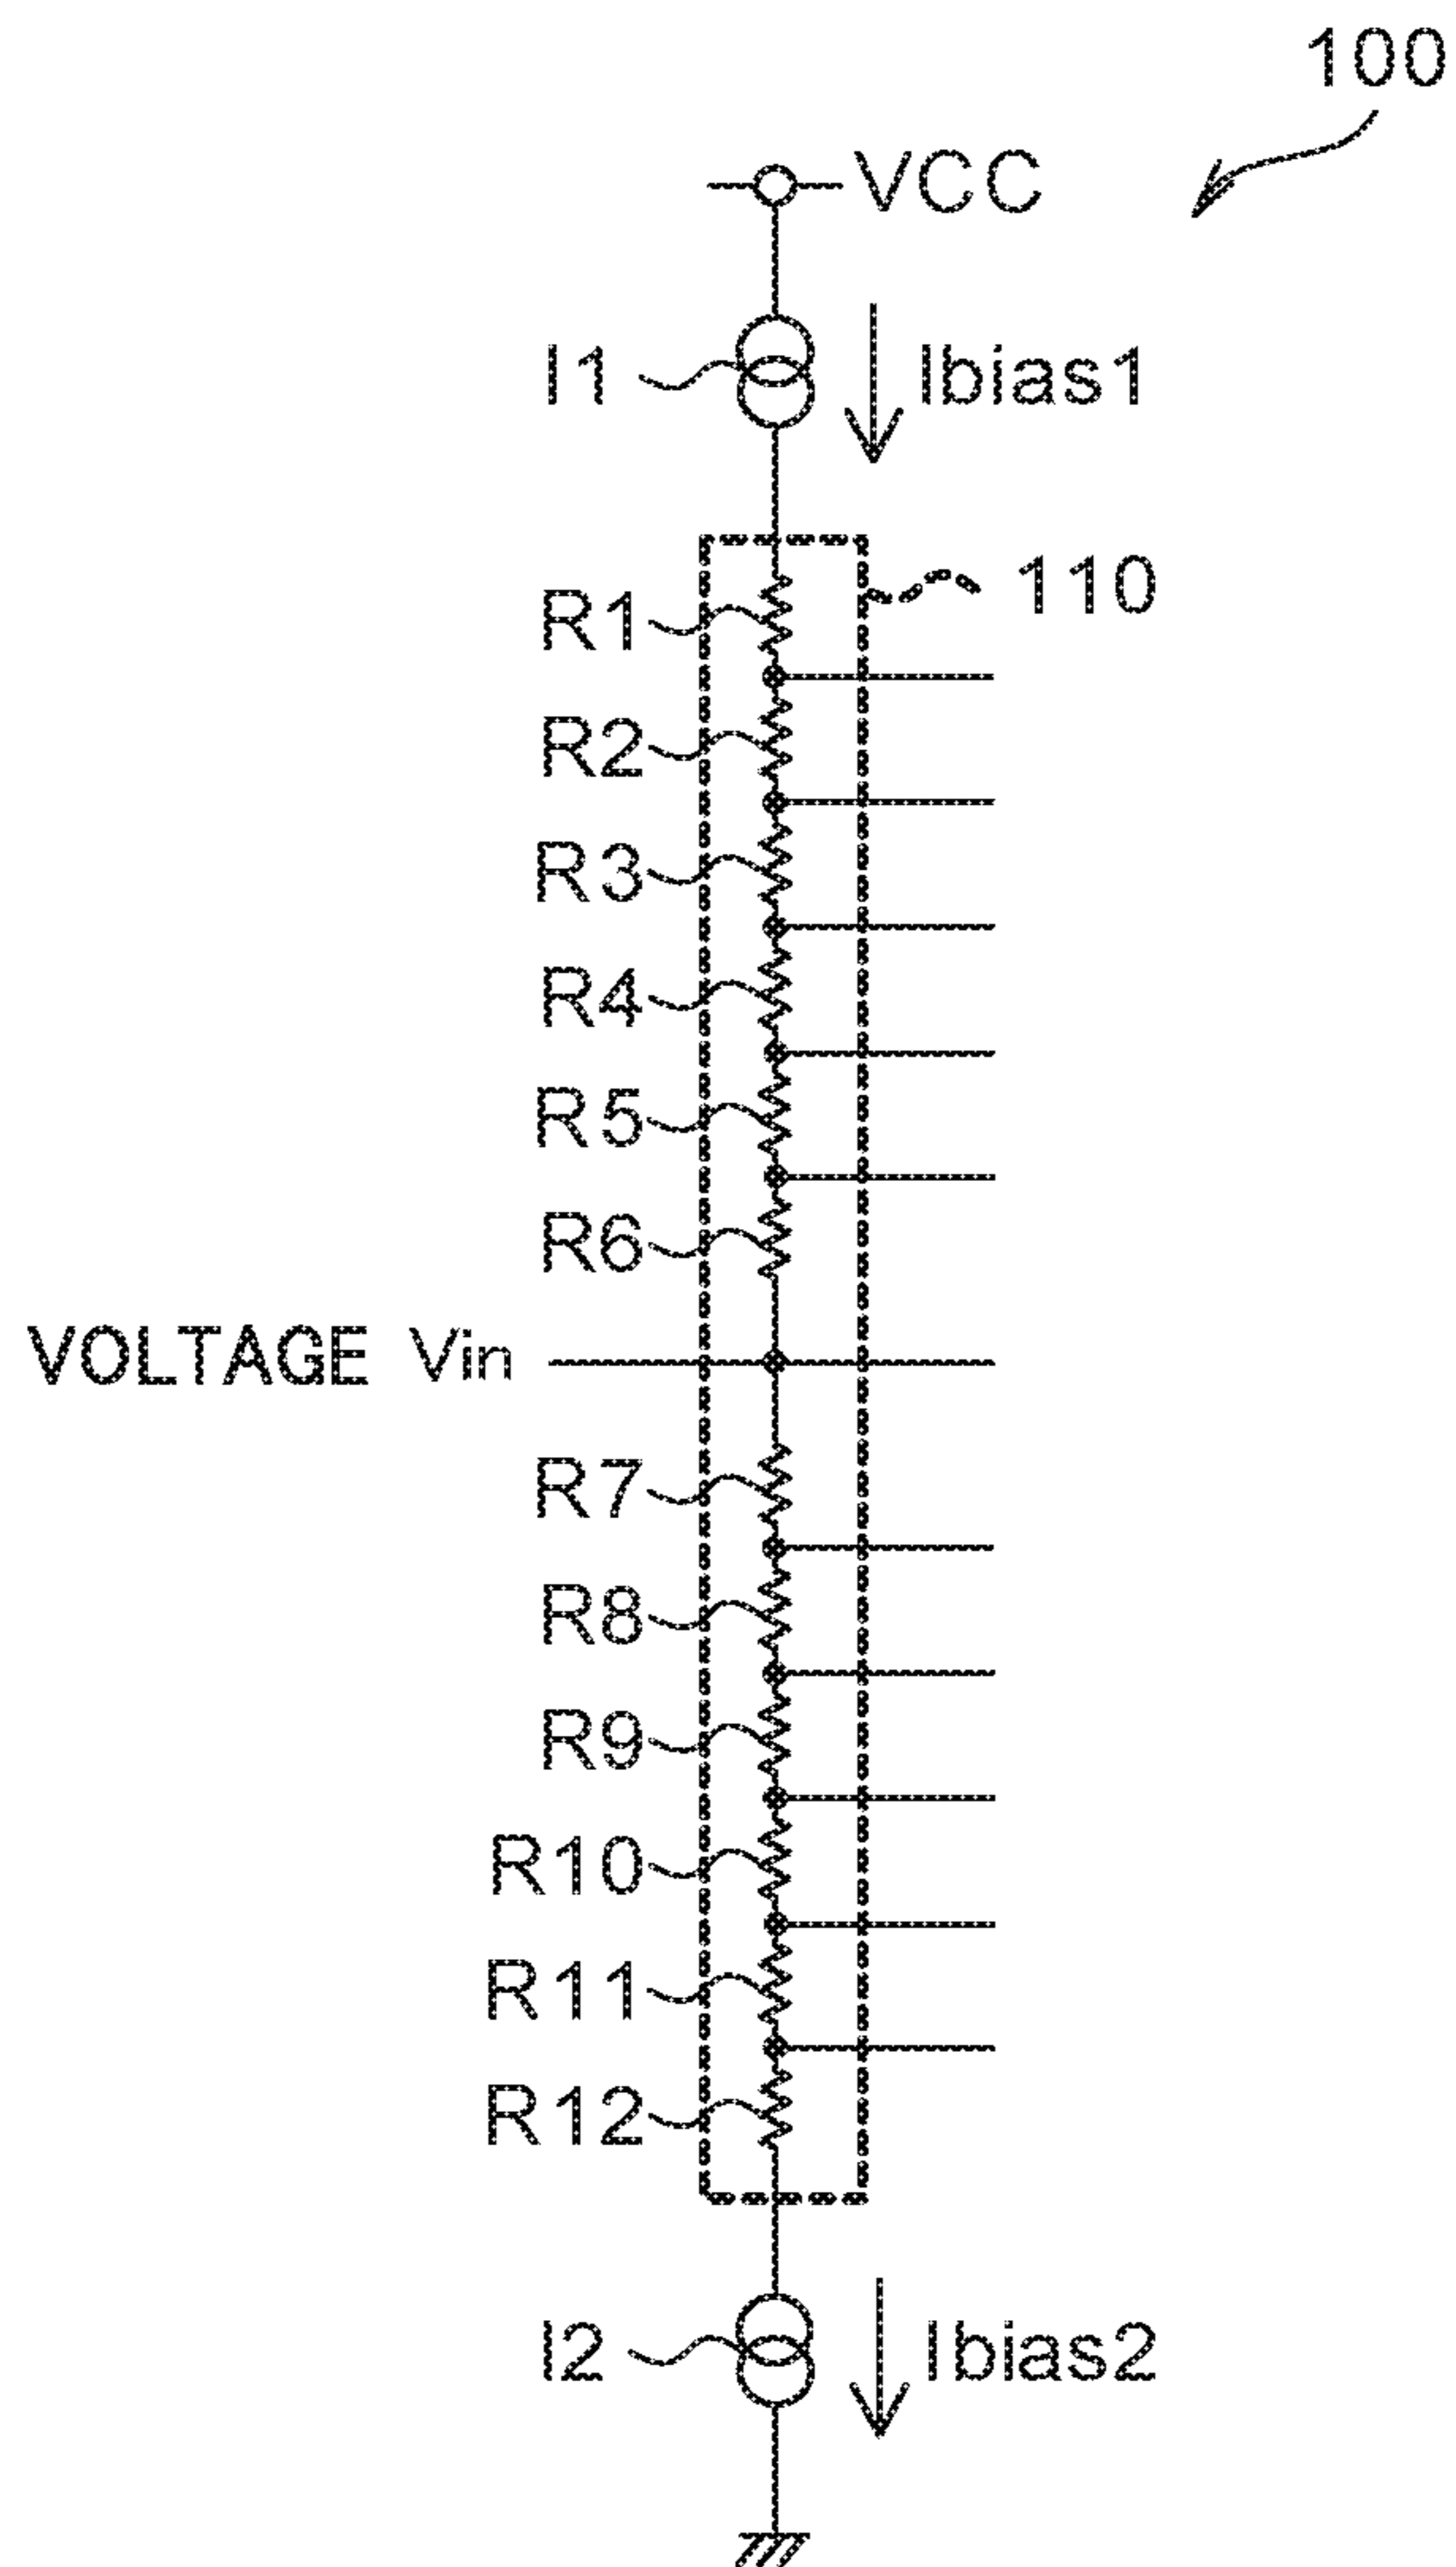 100
VCC
I1
Ibias1
110
R1
R2
R3
R4
R5
R6
VOLTAGE Vin
R7
R8
R9
R10
R11
R12
I2
Ibias2